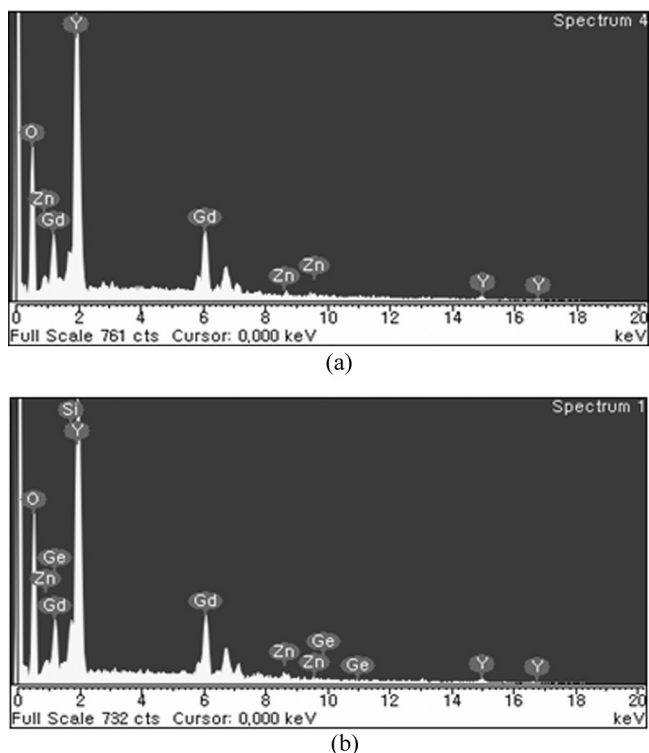 Spectrum 4
Y
O
Zn
Gd
Gd
Zn
Zn
Y
Y
0 2 4 6 8 10 12 14 16 18 20
Full Scale 761 cts Cursor: 0,000 keV keV
(a)
Si
Spectrum 1
Y
O
Ge
Zn
Gd
Gd
Ge
Zn
Zn
Ge
Y
Y
0 2 4 6 8 10 12 14 16 18 20
Full Scale 732 cts Cursor: 0,000 keV keV
(b)